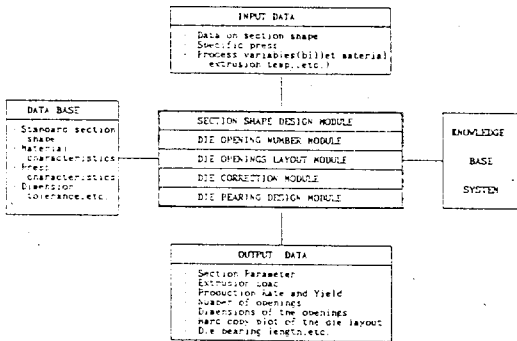 INPUT DATA
· Data on section shape
· Specific press
· Process variables(billet material
extrusion temp.,etc.)
DATA BASE
· Standard section
shape
· Material
characteristics
· Press
characteristics
· Dimension
tolerance,etc.
SECTION SHAPE DESIGN MODULE
DIE OPENING NUMBER MODULE
DIE OPENINGS LAYOUT MODULE
DIE CORRECTION MODULE
DIE BEARING DESIGN MODULE
KNOWLEDGE
BASE
SYSTEM
OUTPUT DATA
· Section Parameter
· Extrusion Load
· Production Rate and Yield
· Number of openings
· Dimensions of the openings
· Hard copy plot of the die layout
· Die bearing length,etc.